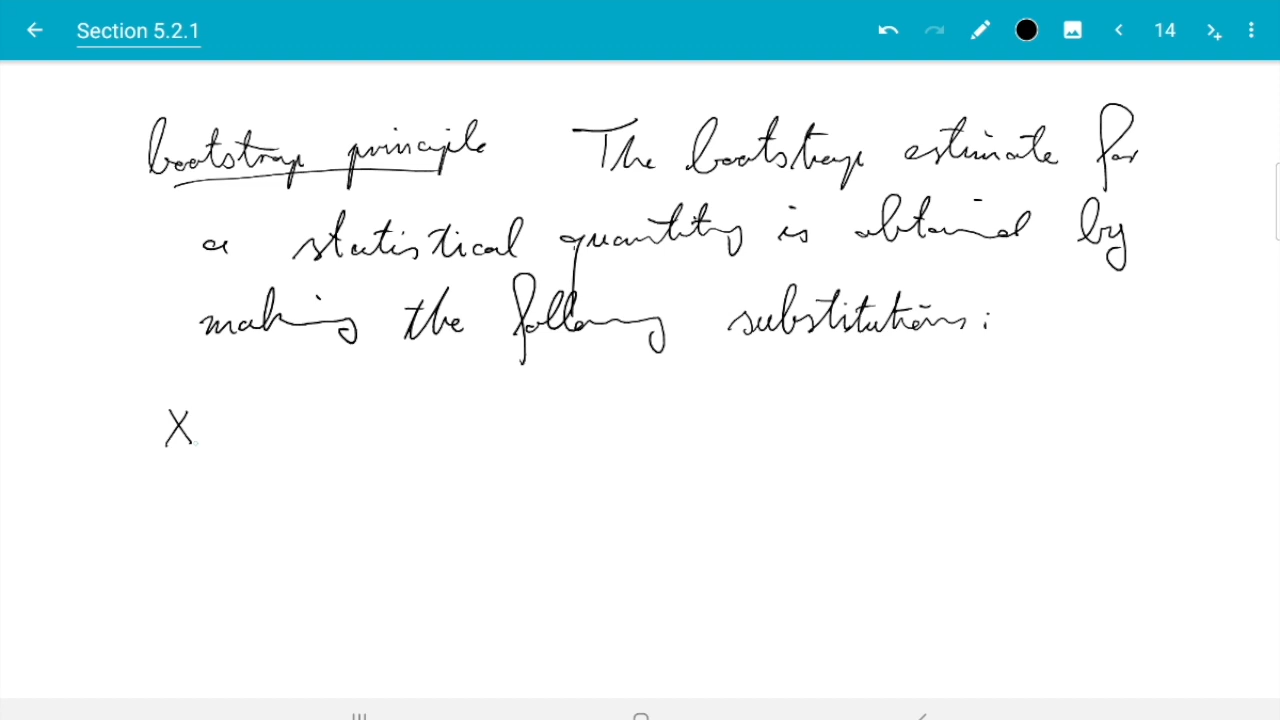 Section 5.2.1
14
bootstrap principle The bootstrap estimate for
a statistical quantity is obtained by
making the following substitutions:
X